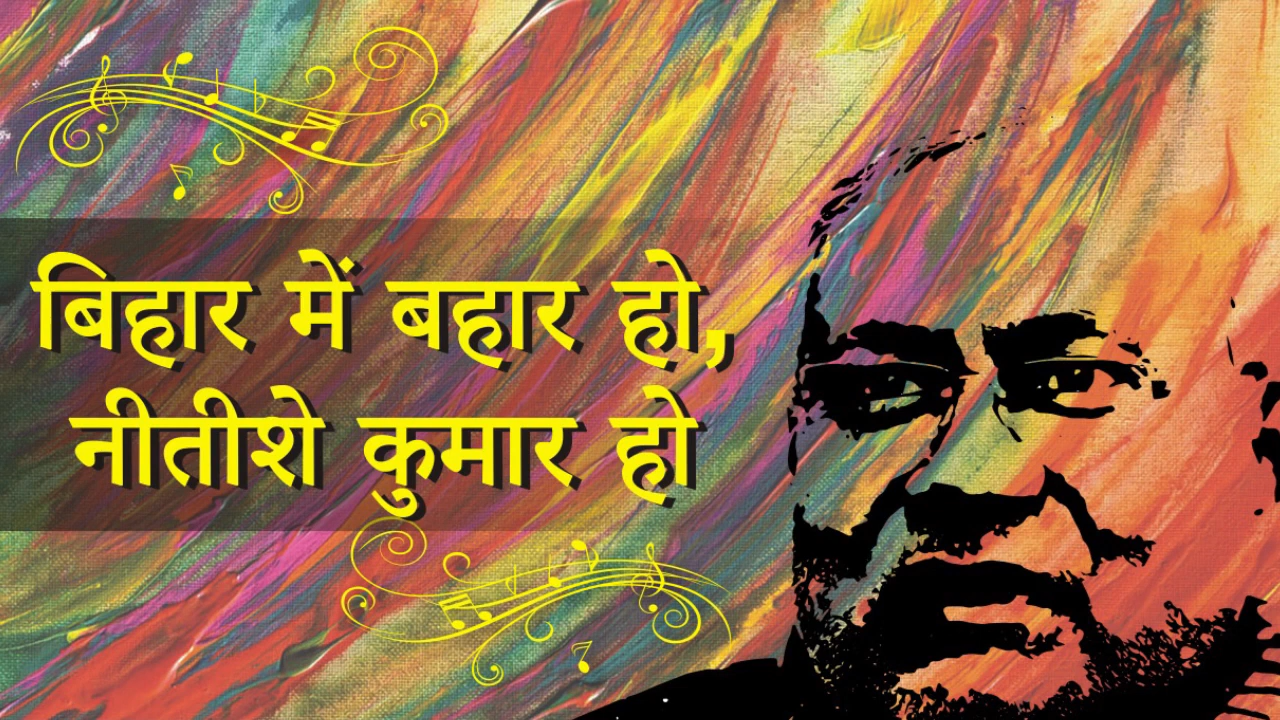 बिहार में बहार हो,
नीतीशे कुमार हो